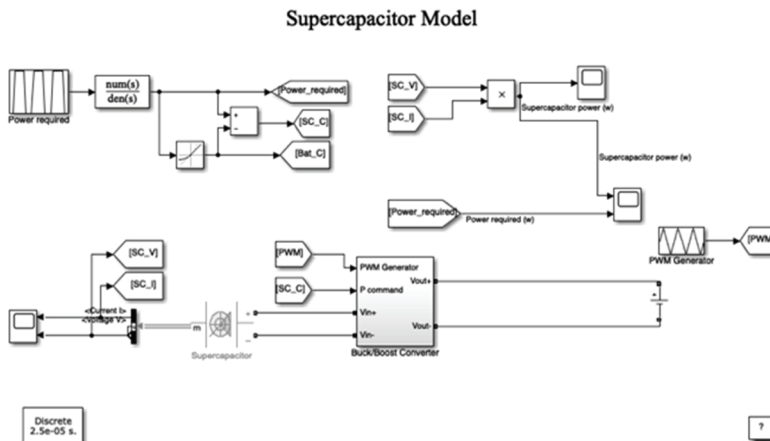 Supercapacitor Model
Power required
num(s)
den(s)
+
−
[Power_required]
[SC_C]
[Bat_C]
[SC_V]
[SC_I]
×
Supercapacitor power (w)
Supercapacitor power (w)
[Power_required]
Power required (w)
PWM Generator
[PWM
[SC_V]
[SC_I]
<Current I>
<Voltage V>
m
+
−
Supercapacitor
[PWM]
[SC_C]
PWM Generator
P command
Vin+
Vin-
Vout+
Vout-
Buck/Boost Converter
+
Discrete
2.5e-05 s.
?